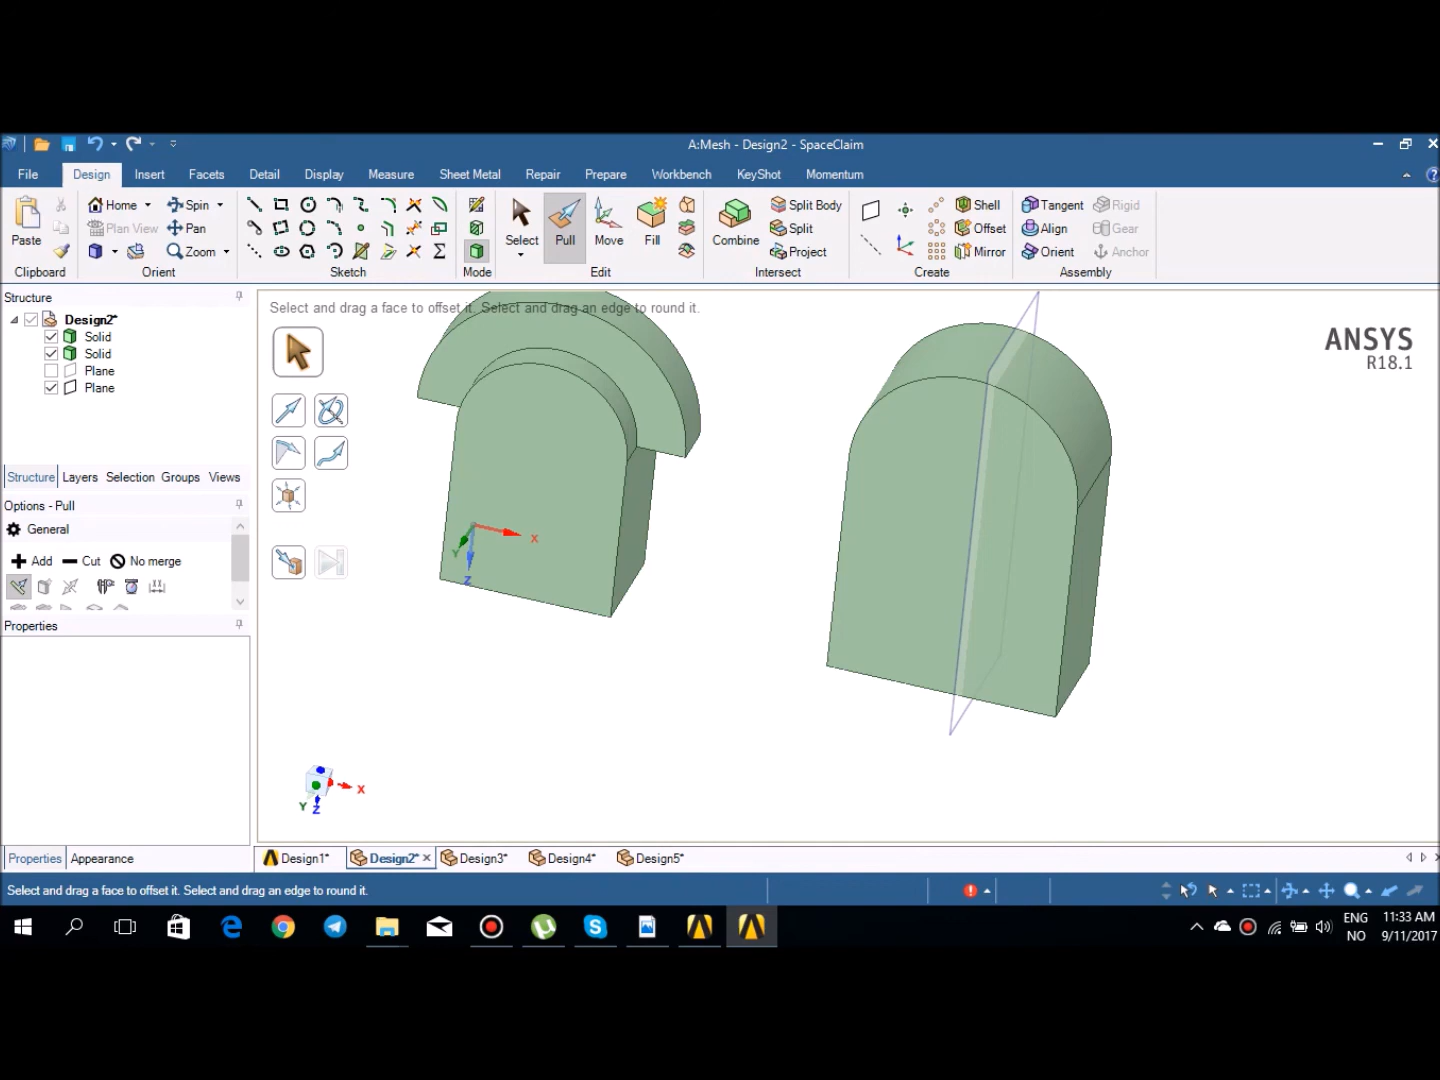 A:Mesh - Design2 - SpaceClaim
File Design Insert Facets Detail Display Measure Sheet Metal Repair Prepare Workbench KeyShot Momentum
Home Spin Split Body Shell Tangent Rigid
Plan View Pan Split Offset Align Gear
Paste Select Pull Move Fill Combine
Zoom Project Mirror Orient Anchor
Clipboard Orient Sketch Mode Edit Intersect Create Assembly
Structure
Design2*
Solid
Solid
Plane
Plane
Structure Layers Selection Groups Views
Options - Pull
General
Add Cut No merge
Properties
Properties Appearance
Select and drag a face to offset it. Select and drag an edge to round it.
ANSYS
R18.1
X
Y
Z
X
Y
Z
Design1* Design2* Design3* Design4* Design5*
Select and drag a face to offset it. Select and drag an edge to round it.
ENG
NO
11:33 AM
9/11/2017